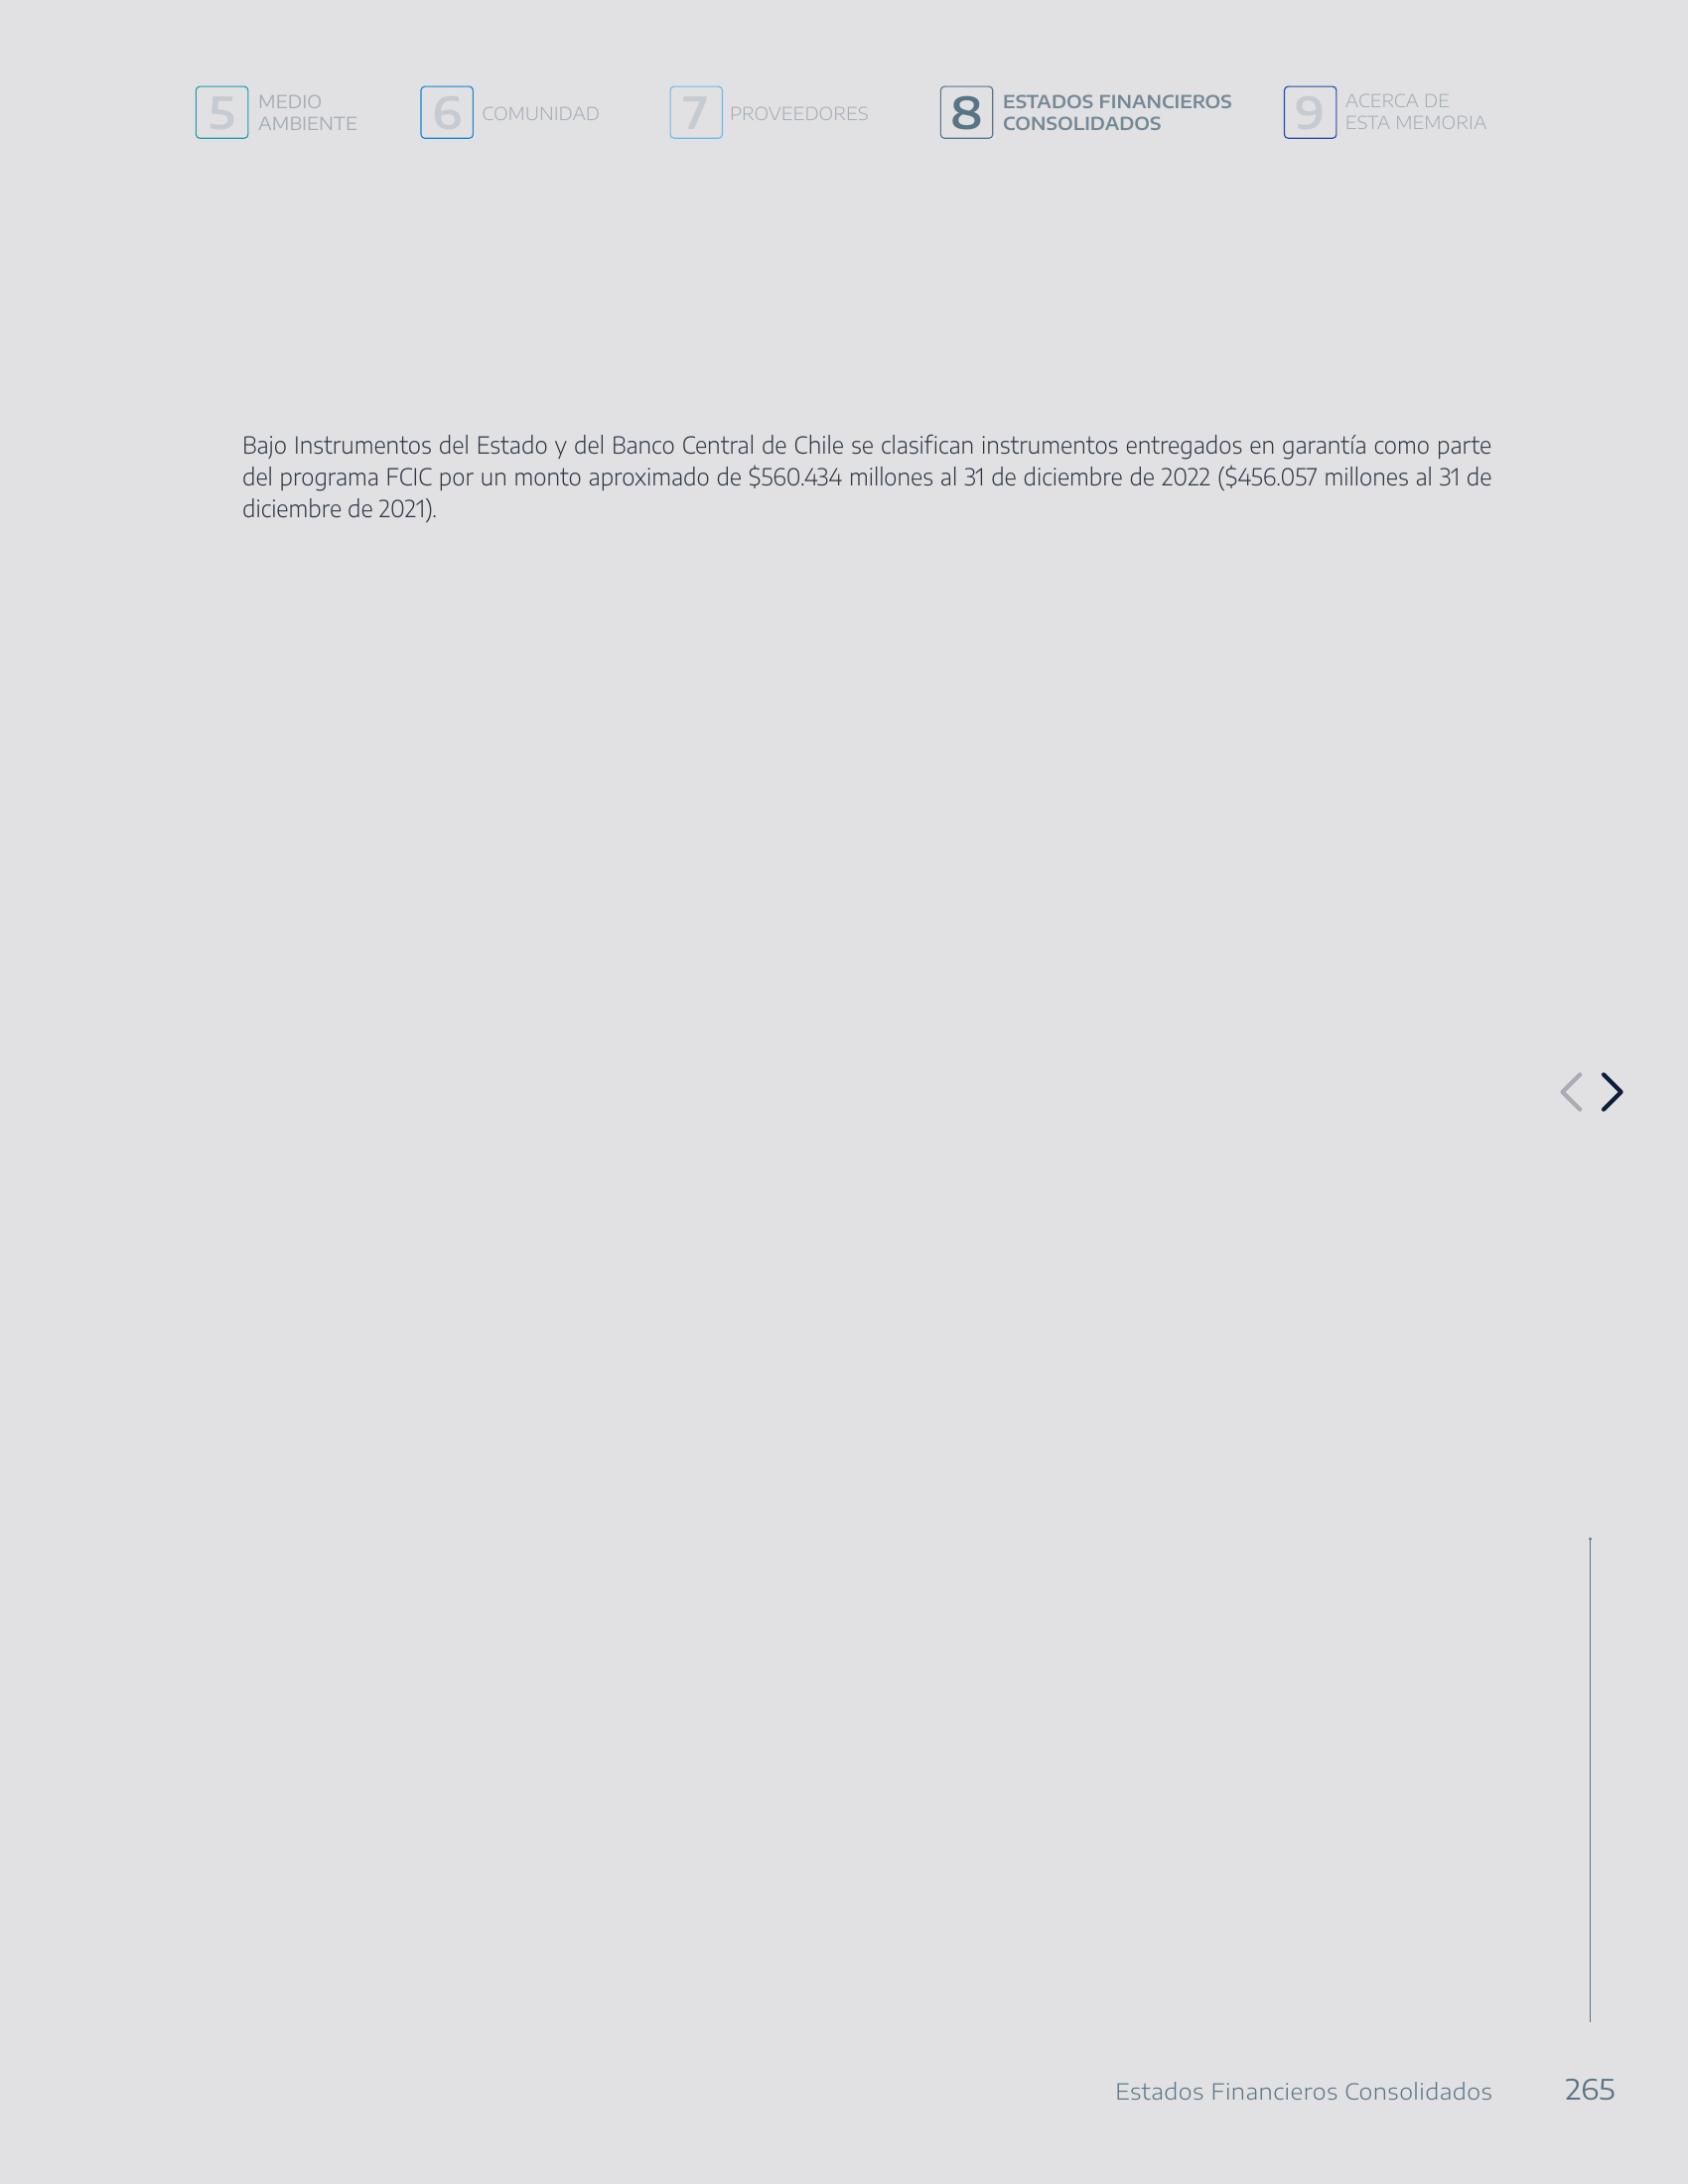 5 MEDIO
AMBIENTE
6 COMUNIDAD
7 PROVEEDORES
8 ESTADOS FINANCIEROS
CONSOLIDADOS
9 ACERCA DE
ESTA MEMORIA
Bajo Instrumentos del Estado y del Banco Central de Chile se clasifican instrumentos entregados en garantía como parte
del programa FCIC por un monto aproximado de $560.434 millones al 31 de diciembre de 2022 ($456.057 millones al 31 de
diciembre de 2021).
Estados Financieros Consolidados 265